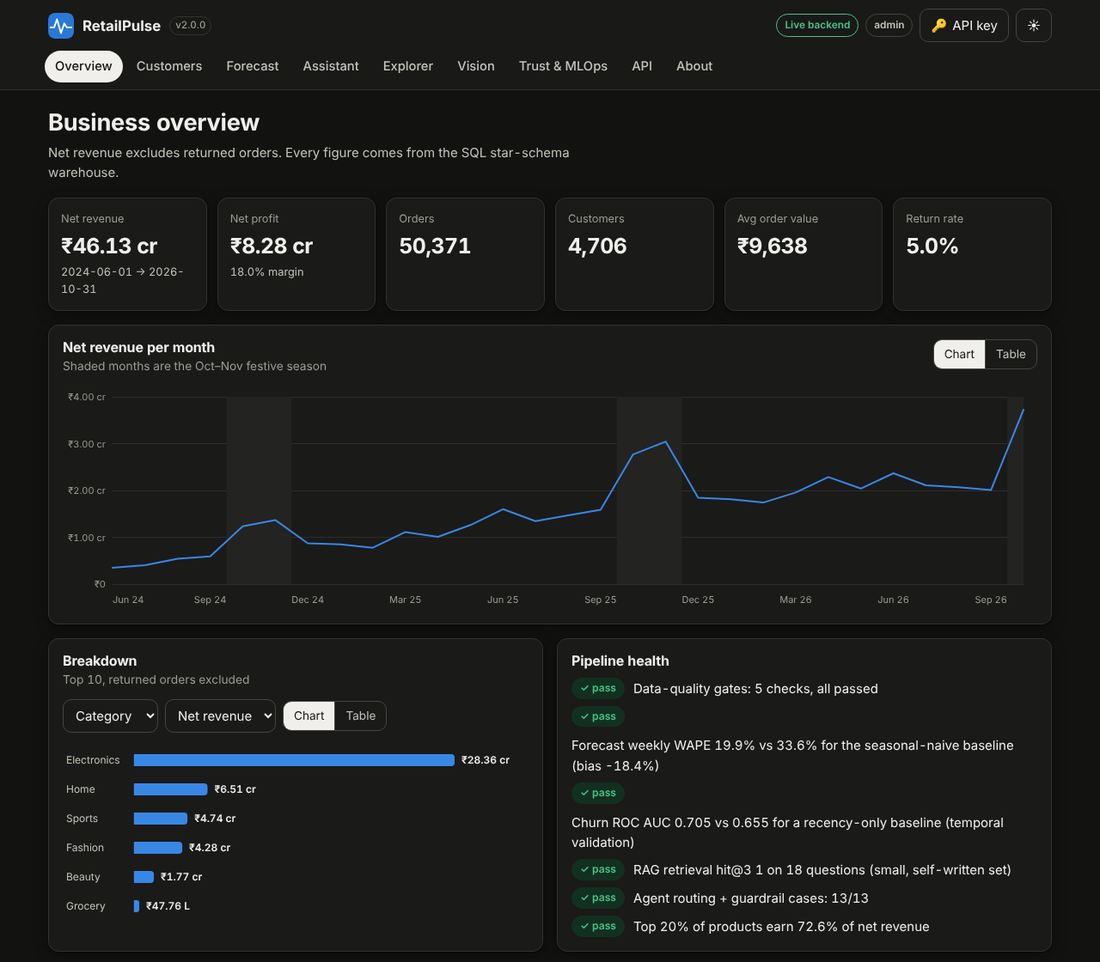 RetailPulse v2.0.0
Live backend admin 🔑 API key ☀
Overview Customers Forecast Assistant Explorer Vision Trust & MLOps API About
Business overview
Net revenue excludes returned orders. Every figure comes from the SQL star-schema
warehouse.
Net revenue
₹46.13 cr
2024-06-01 → 2026-
10-31
Net profit
₹8.28 cr
18.0% margin
Orders
50,371
Customers
4,706
Avg order value
₹9,638
Return rate
5.0%
Net revenue per month
Shaded months are the Oct–Nov festive season
Chart Table
₹4.00 cr
₹3.00 cr
₹2.00 cr
₹1.00 cr
₹0
Jun 24 Sep 24 Dec 24 Mar 25 Jun 25 Sep 25 Dec 25 Mar 26 Jun 26 Sep 26
Breakdown
Top 10, returned orders excluded
Category Net revenue Chart Table
Electronics ₹28.36 cr
Home ₹6.51 cr
Sports ₹4.74 cr
Fashion ₹4.28 cr
Beauty ₹1.77 cr
Grocery ₹47.76 L
Pipeline health
✓ pass Data-quality gates: 5 checks, all passed
✓ pass
Forecast weekly WAPE 19.9% vs 33.6% for the seasonal-naive baseline
(bias -18.4%)
✓ pass
Churn ROC AUC 0.705 vs 0.655 for a recency-only baseline (temporal
validation)
✓ pass RAG retrieval hit@3 1 on 18 questions (small, self-written set)
✓ pass Agent routing + guardrail cases: 13/13
✓ pass Top 20% of products earn 72.6% of net revenue